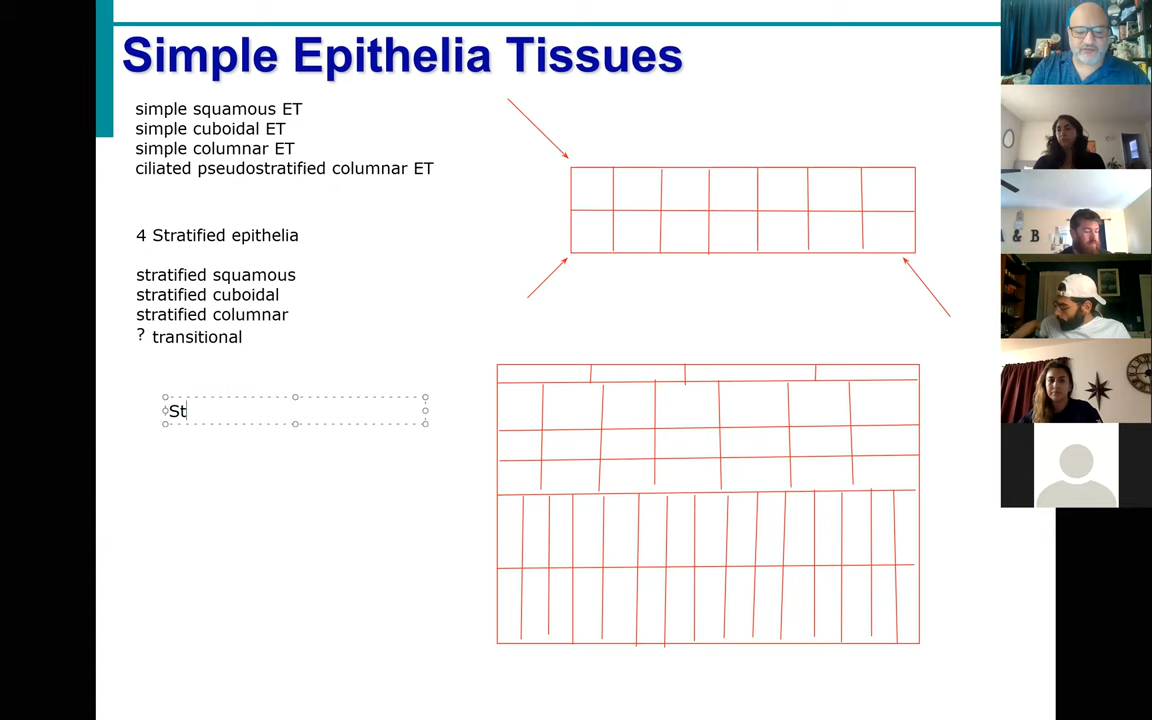 Simple Epithelia Tissues
simple squamous ET
simple cuboidal ET
simple columnar ET
ciliated pseudostratified columnar ET
4 Stratified epithelia
stratified squamous
stratified cuboidal
stratified columnar
? transitional
St
A & B